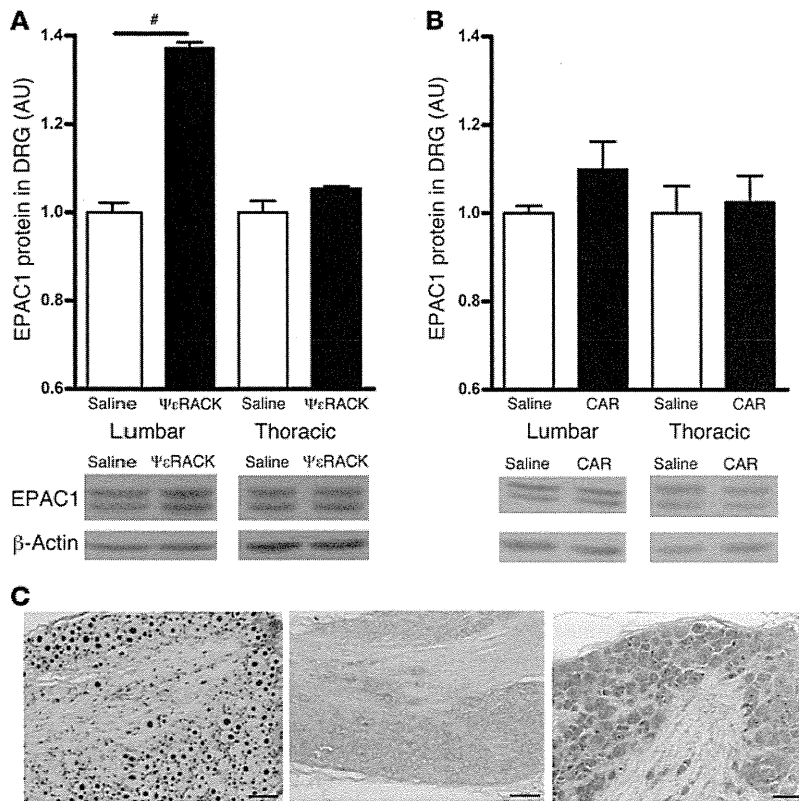 A
B
#
EPAC1 protein in DRG (AU)
1.4
1.2
1.0
0.8
0.6
Saline
ΨεRACK
Saline
ΨεRACK
Lumbar
Thoracic
EPAC1 protein in DRG (AU)
1.4
1.2
1.0
0.8
0.6
Saline
CAR
Saline
CAR
Lumbar
Thoracic
Saline
ΨεRACK
Saline
ΨεRACK
EPAC1
β-Actin
Saline
CAR
Saline
CAR
C